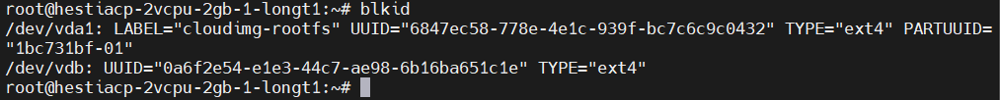 root@hestiacp-2vcpu-2gb-1-longt1:~# blkid
/dev/vda1: LABEL="cloudimg-rootfs" UUID="6847ec58-778e-4e1c-939f-bc7c6c9c0432" TYPE="ext4" PARTUUID=
"1bc731bf-01"
/dev/vdb: UUID="0a6f2e54-e1e3-44c7-ae98-6b16ba651c1e" TYPE="ext4"
root@hestiacp-2vcpu-2gb-1-longt1:~#